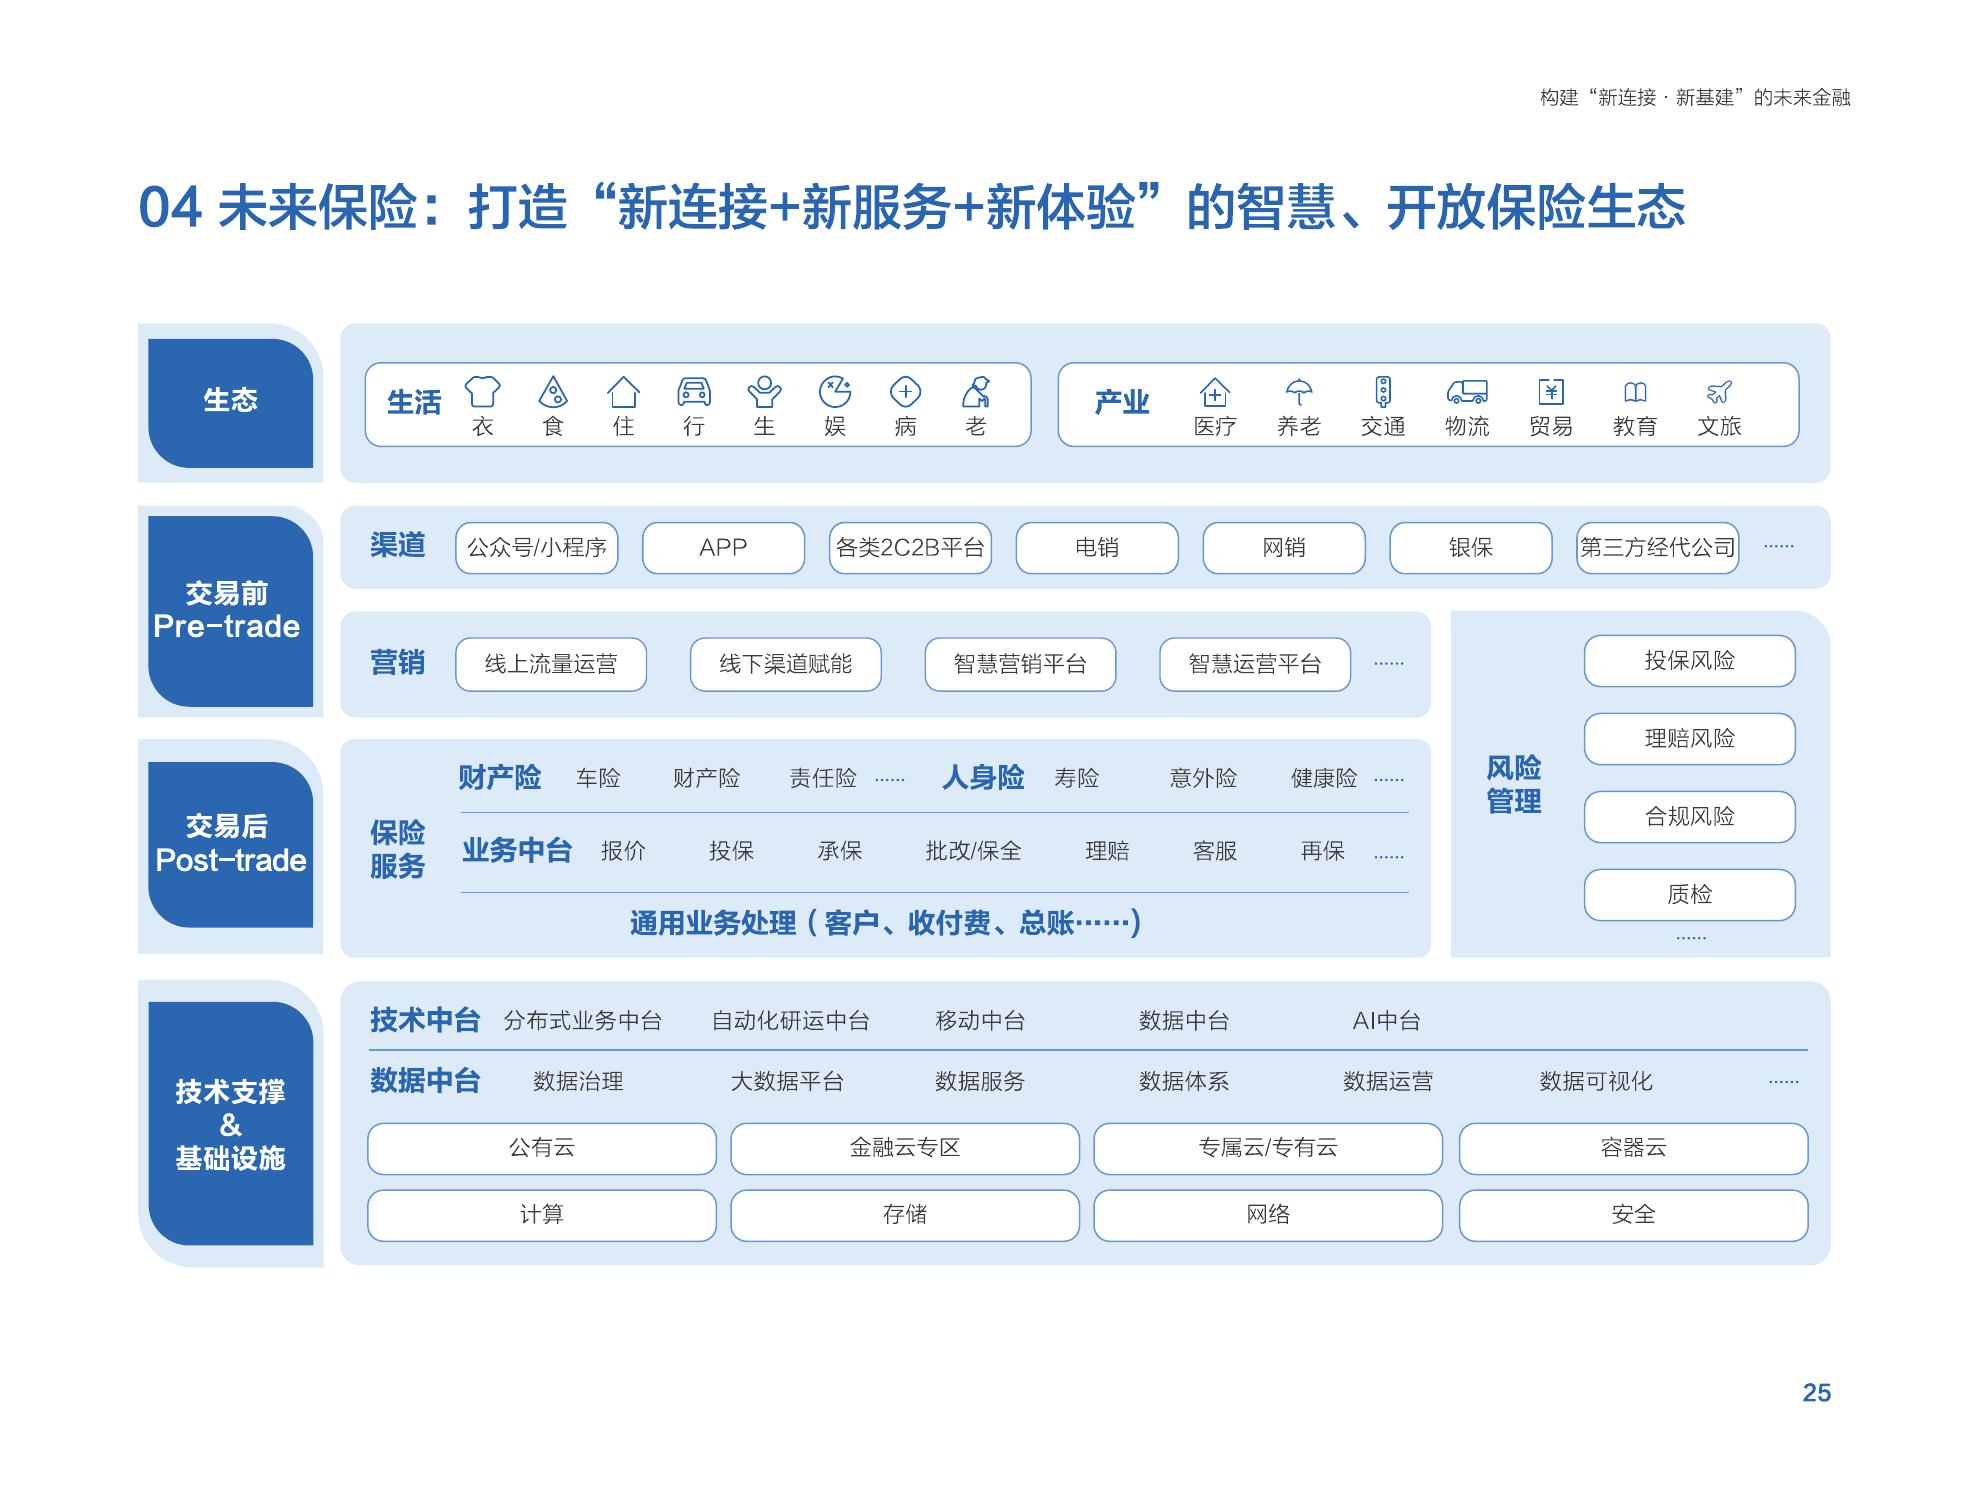 构建“新连接·新基建”的未来金融
04 未来保险：打造“新连接+新服务+新体验”的智慧、开放保险生态
生态
生活
衣 食 住 行 生 娱 病 老
产业
医疗 养老 交通 物流 贸易 教育 文旅
交易前
Pre-trade
渠道 公众号/小程序 APP 各类2C2B平台 电销 网销 银保 第三方经代公司 ……
营销 线上流量运营 线下渠道赋能 智慧营销平台 智慧运营平台 ……
风险
管理
投保风险
理赔风险
合规风险
质检
……
交易后
Post-trade
保险
服务
财产险 车险 财产险 责任险 …… 人身险 寿险 意外险 健康险 ……
业务中台 报价 投保 承保 批改/保全 理赔 客服 再保 ……
通用业务处理（客户、收付费、总账……）
技术支撑
&
基础设施
技术中台 分布式业务中台 自动化研运中台 移动中台 数据中台 AI中台
数据中台 数据治理 大数据平台 数据服务 数据体系 数据运营 数据可视化 ……
公有云 金融云专区 专属云/专有云 容器云
计算 存储 网络 安全
25